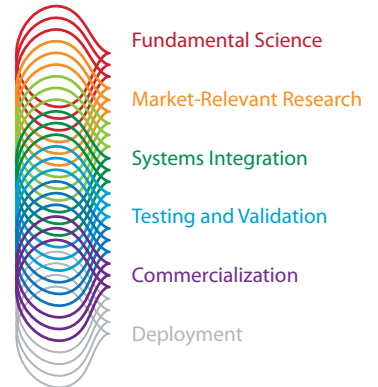 Fundamental Science
Market-Relevant Research
Systems Integration
Testing and Validation
Commercialization
Deployment